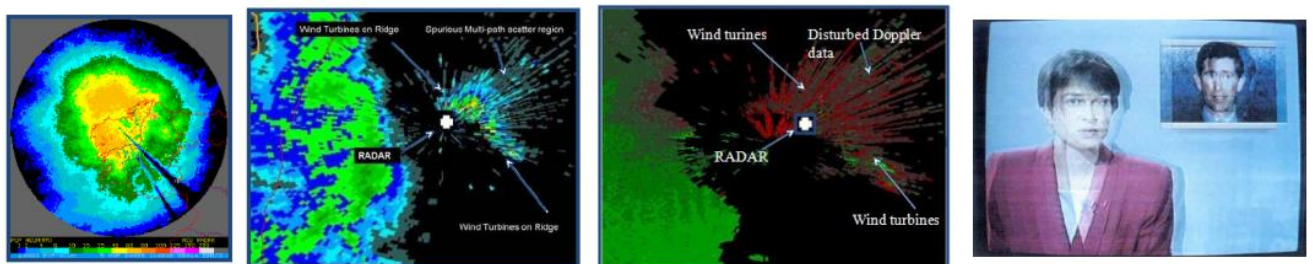 Wind Turbines on Ridge
Spurious Multi-path scatter region
RADAR
Wind Turbines on Ridge
Wind turines
Disturbed Doppler
data
RADAR
Wind turbines